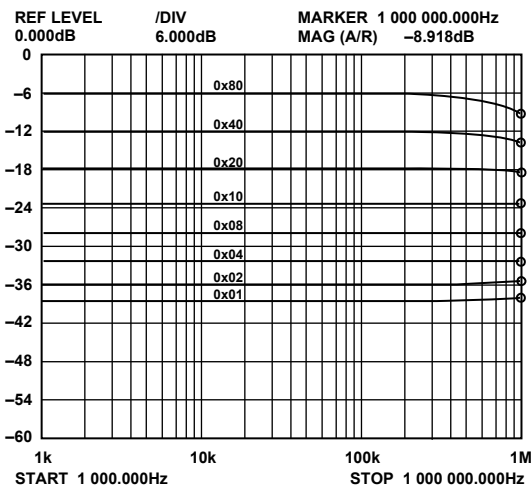 REF LEVEL /DIV MARKER 1 000 000.000Hz
0.000dB 6.000dB MAG (A/R) –8.918dB
0
–6
–12
–18
–24
–30
–36
–42
–48
–54
–60
0x80
0x40
0x20
0x10
0x08
0x04
0x02
0x01
1k 10k 100k 1M
START 1 000.000Hz STOP 1 000 000.000Hz